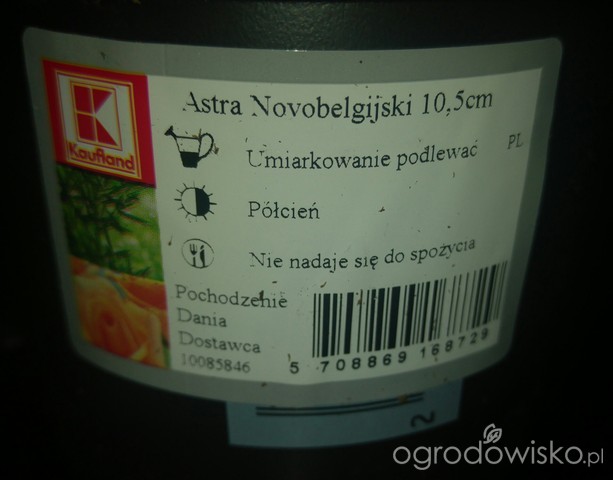 Kaufland
Astra Novobelgijski 10,5cm
Umiarkowanie podlewać PL
Półcień
Nie nadaje się do spożycia
Pochodzenie
Dania
Dostawca
10085846
5 708869 168729
2
ogrodowisko.pl